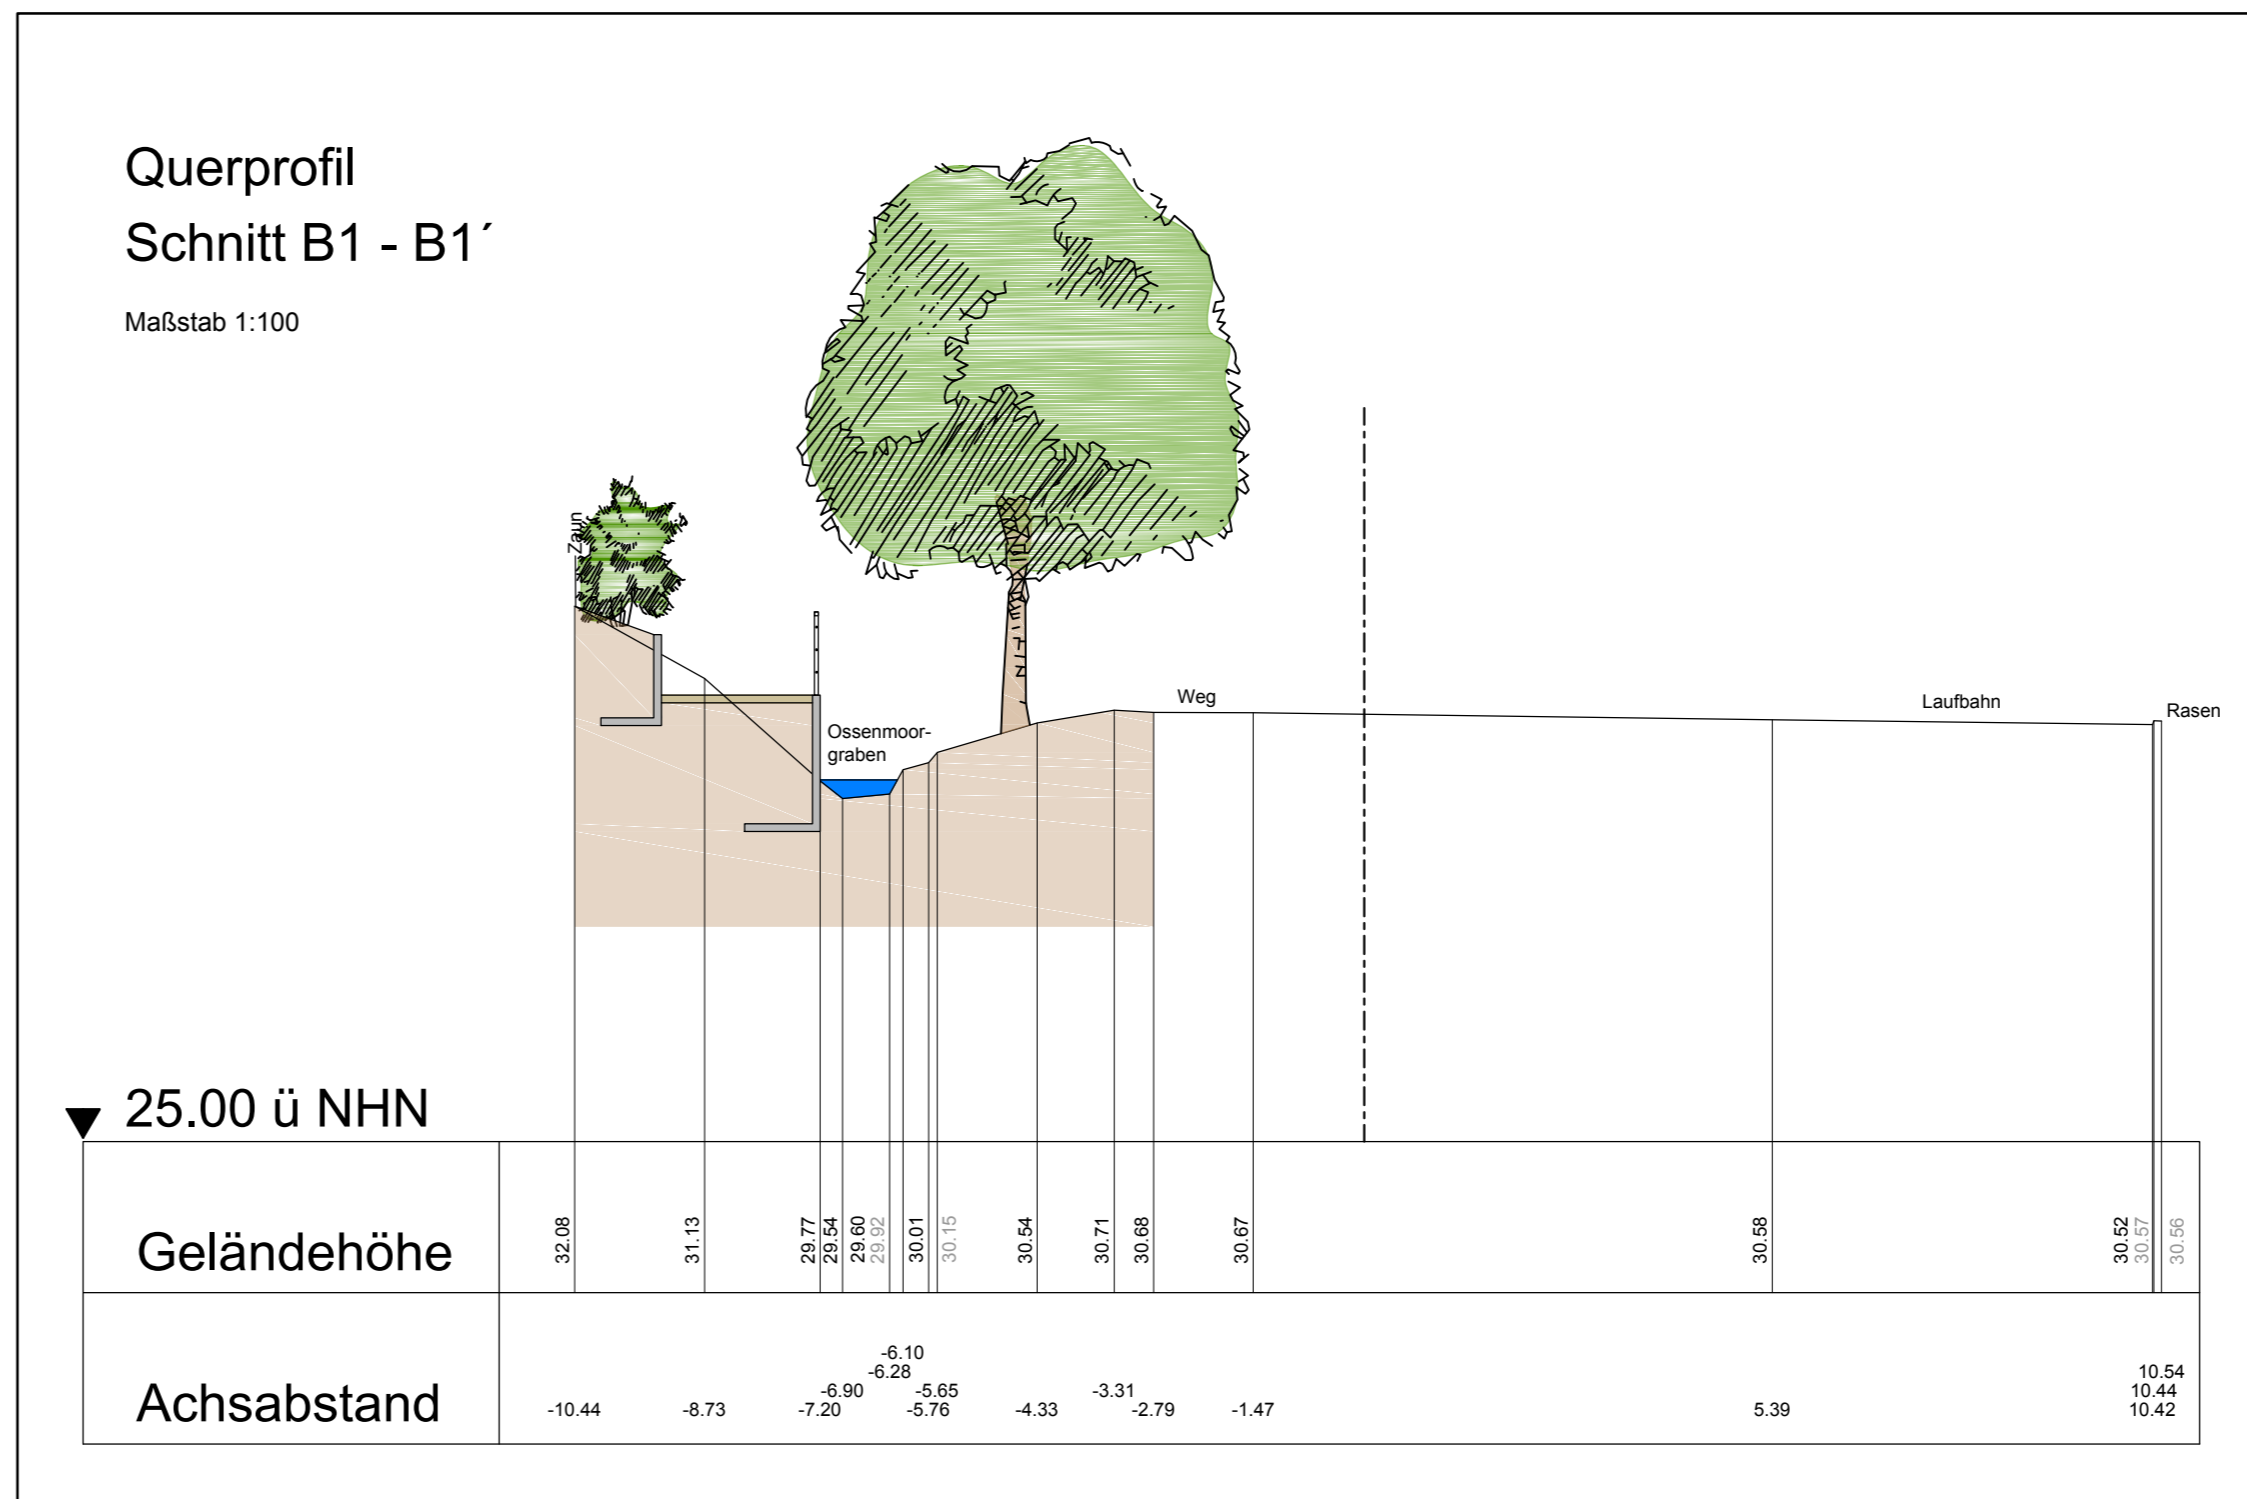 Querprofil
Schnitt B1 - B1´
Maßstab 1:100
Zaun
Ossenmoor-
graben
Weg
Laufbahn
Rasen
25.00 ü NHN
Geländehöhe
32.08
31.13
29.77
29.54
29.60
29.92
30.01
30.15
30.54
30.71
30.68
30.67
30.58
30.52
30.57
30.56
Achsabstand
-10.44
-8.73
-7.20
-6.90
-6.28
-6.10
-5.76
-5.65
-4.33
-3.31
-2.79
-1.47
5.39
10.42
10.44
10.54